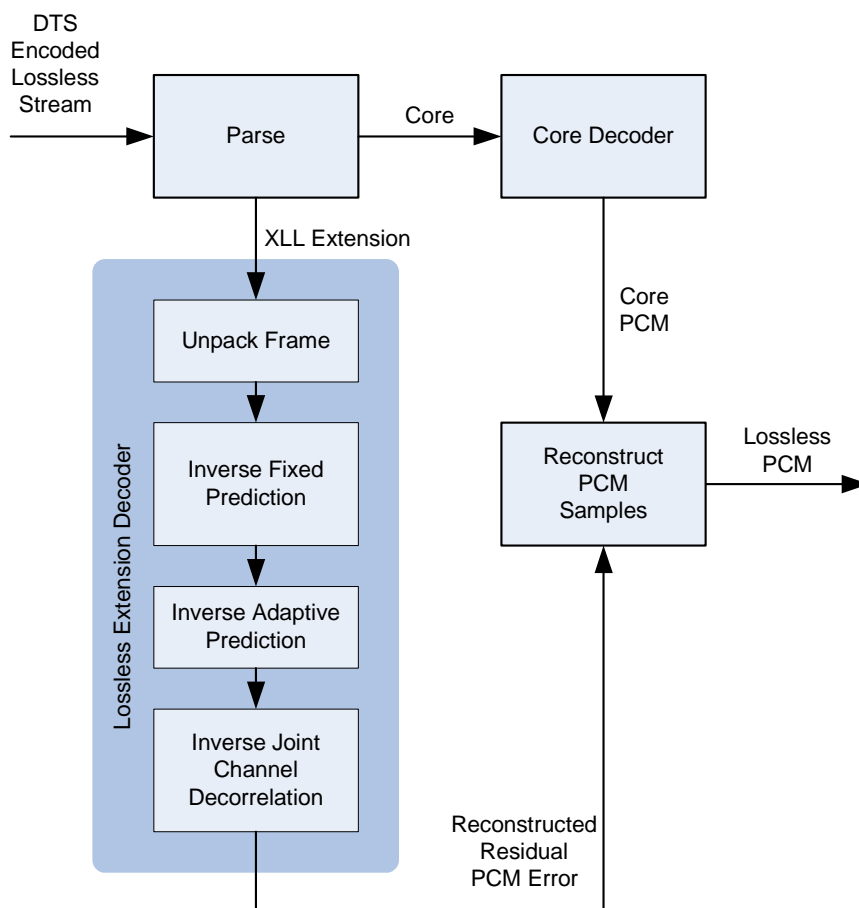 DTS
Encoded
Lossless
Stream
Parse
Core
Core Decoder
XLL Extension
Lossless Extension Decoder
Unpack Frame
Inverse Fixed
Prediction
Inverse Adaptive
Prediction
Inverse Joint
Channel
Decorrelation
Core
PCM
Reconstruct
PCM
Samples
Lossless
PCM
Reconstructed
Residual
PCM Error